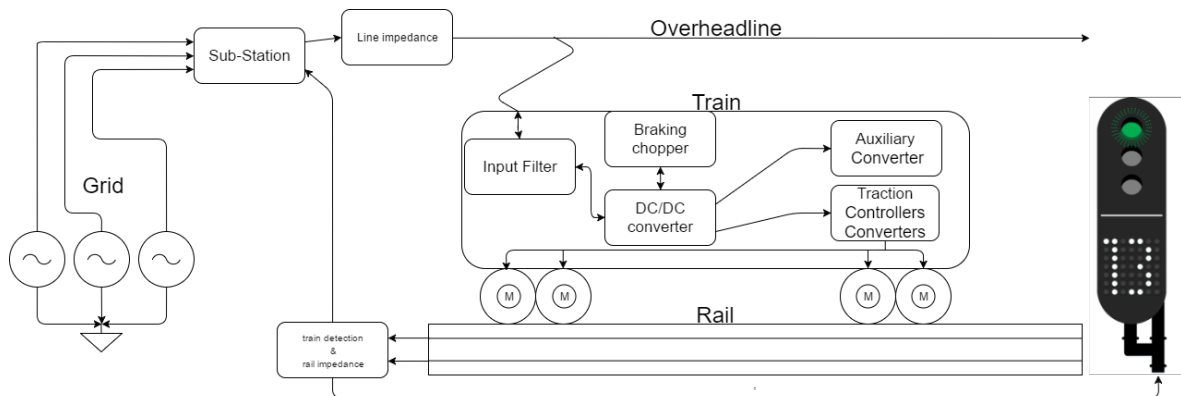 Overheadline
Line impedance
Sub-Station
Train
Braking
chopper
Auxiliary
Converter
Input Filter
Grid
DC/DC
converter
Traction
Controllers
Converters
M
M
M
M
Rail
train detection
&
rail impedance
13